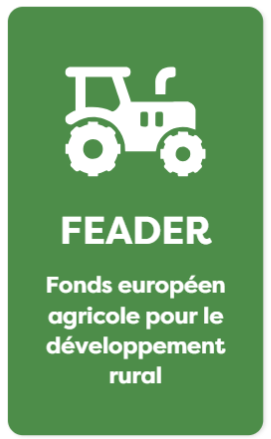 FEADER
Fonds européen
agricole pour le
développement
rural